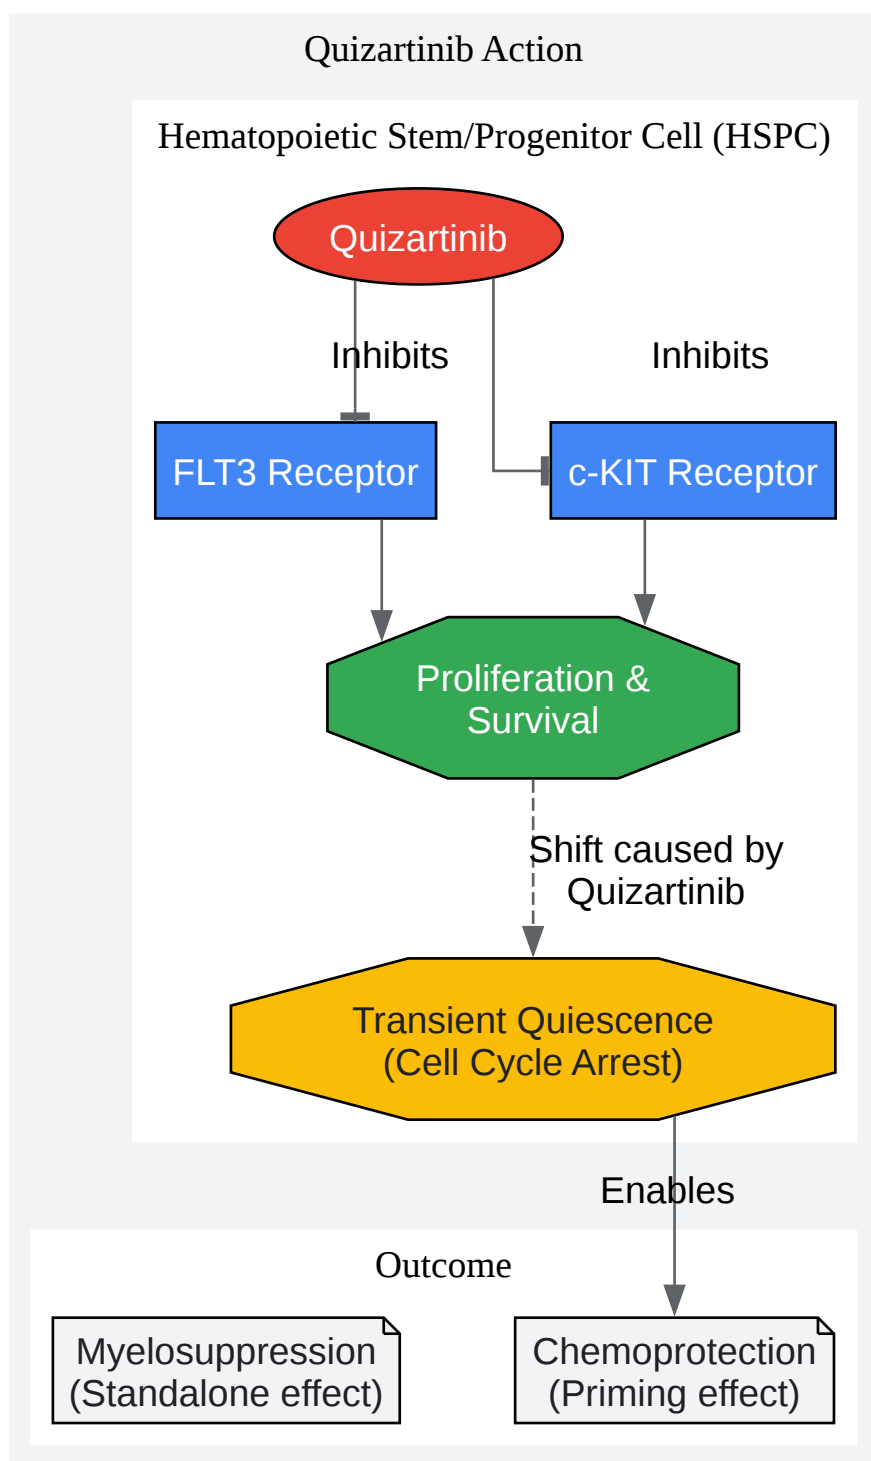 Quizartinib Action
Hematopoietic Stem/Progenitor Cell (HSPC)
Quizartinib
Inhibits
Inhibits
FLT3 Receptor
c-KIT Receptor
Proliferation &
Survival
Shift caused by
Quizartinib
Transient Quiescence
(Cell Cycle Arrest)
Enables
Outcome
Myelosuppression
(Standalone effect)
Chemoprotection
(Priming effect)